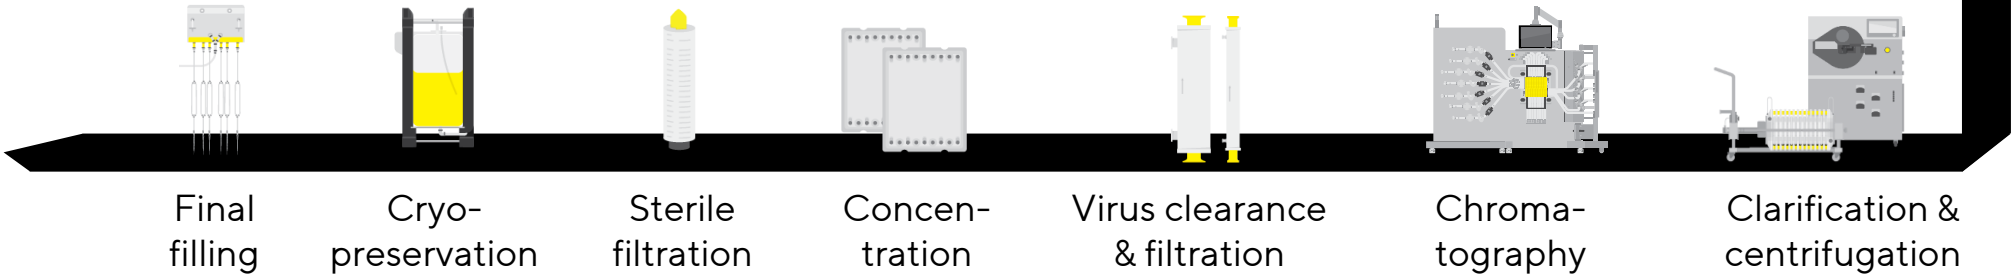 Final
filling
Cryo-
preservation
Sterile
filtration
Concen-
tration
Virus clearance
& filtration
Chroma-
tography
Clarification &
centrifugation